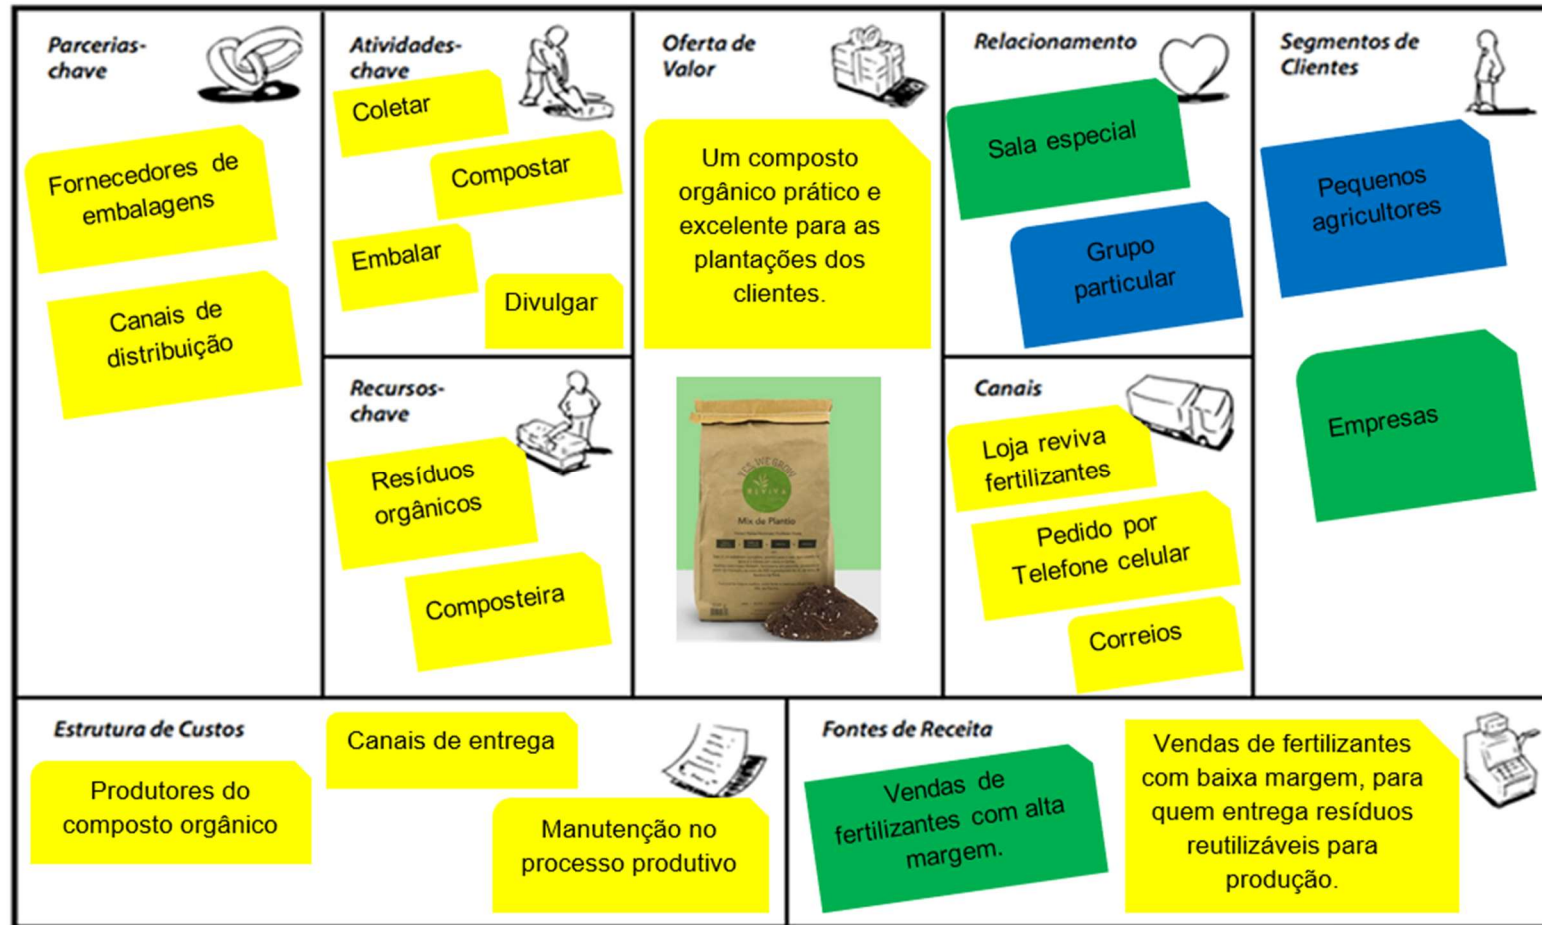 Parcerias-
chave
Fornecedores de
embalagens
Canais de
distribuição
Atividades-
chave
Coletar
Compostar
Embalar
Divulgar
Recursos-
chave
Resíduos
orgânicos
Composteira
Oferta de
Valor
Um composto
orgânico prático e
excelente para as
plantações dos
clientes.
YES WE GROW
REVIVA
Mix de Plantio
Relacionamento
Sala especial
Grupo
particular
Canais
Loja reviva
fertilizantes
Pedido por
Telefone celular
Correios
Segmentos de
Clientes
Pequenos
agricultores
Empresas
Estrutura de Custos
Canais de entrega
Produtores do
composto orgânico
Manutenção no
processo produtivo
Fontes de Receita
Vendas de
fertilizantes com alta
margem.
Vendas de fertilizantes
com baixa margem, para
quem entrega resíduos
reutilizáveis para
produção.